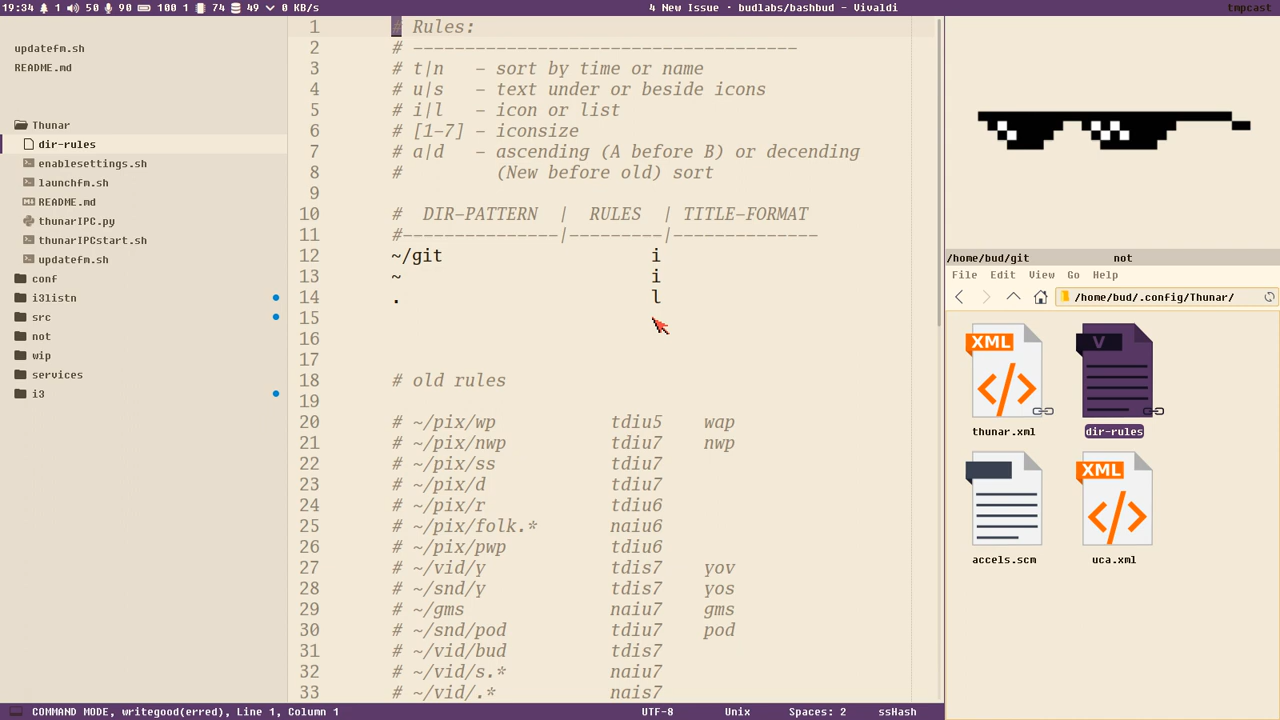 19:34 1 50 90 100 1 74 49 0 KB/s
4 New Issue - budlabs/bashbud - Vivaldi
tmpcast
updatefm.sh
README.md
Thunar
dir-rules
enablesettings.sh
launchfm.sh
README.md
thunarIPC.py
thunarIPCstart.sh
updatefm.sh
conf
i3listn
src
not
wip
services
i3
1 # Rules:
2 # -------------------------------------
3 # t|n - sort by time or name
4 # u|s - text under or beside icons
5 # i|l - icon or list
6 # [1-7] - iconsize
7 # a|d - ascending (A before B) or decending
8 # (New before old) sort
9
10 # DIR-PATTERN | RULES | TITLE-FORMAT
11 #---------------|---------|--------------
12 ~/git i
13 ~ i
14 . l
15
16
17
18 # old rules
19
20 # ~/pix/wp tdiu5 wap
21 # ~/pix/nwp tdiu7 nwp
22 # ~/pix/ss tdiu7
23 # ~/pix/d tdiu7
24 # ~/pix/r tdiu6
25 # ~/pix/folk.* naiu6
26 # ~/pix/pwp tdiu6
27 # ~/vid/y tdis7 yov
28 # ~/snd/y tdis7 yos
29 # ~/gms naiu7 gms
30 # ~/snd/pod tdiu7 pod
31 # ~/vid/bud tdis7
32 # ~/vid/s.* naiu7
33 # ~/vid/.* nais7
/home/bud/git not
File Edit View Go Help
/home/bud/.config/Thunar/
XML
V
thunar.xml
dir-rules
XML
accels.scm
uca.xml
COMMAND MODE, writegood(erred), Line 1, Column 1
UTF-8 Unix Spaces: 2 ssHash